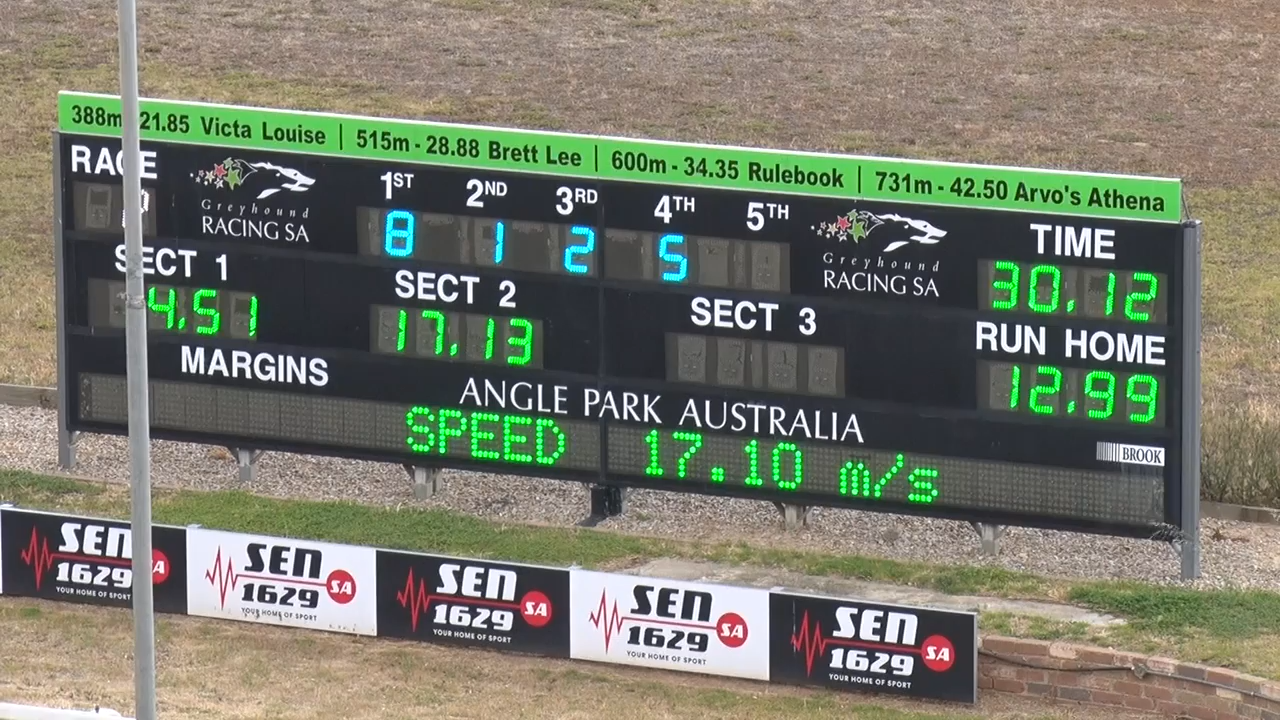 388m 21.85 Victa Louise | 515m - 28.88 Brett Lee | 600m - 34.35 Rulebook | 731m - 42.50 Arvo's Athena
RACE
Greyhound
RACING SA
1ST 2ND 3RD 4TH 5TH
8 1 2 5
Greyhound
RACING SA
TIME
30.12
SECT 1
4.51
SECT 2
17.13
SECT 3
RUN HOME
12.99
MARGINS
ANGLE PARK AUSTRALIA
SPEED 17.10 m/s
BROOK
SEN
1629 SA
YOUR HOME OF SPORT
SEN
1629 SA
YOUR HOME OF SPORT
SEN
1629 SA
YOUR HOME OF SPORT
SEN
1629 SA
YOUR HOME OF SPORT
SEN
1629 SA
YOUR HOME OF SPORT